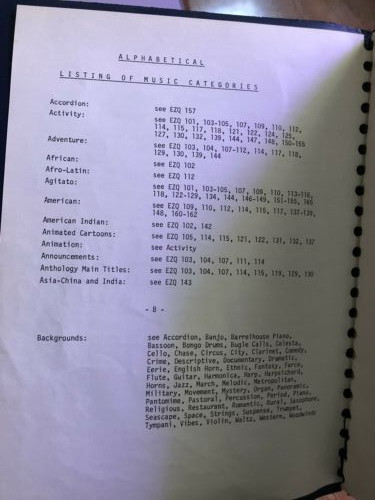 ALPHABETICAL
LISTING OF MUSIC CATEGORIES
Accordion: see EZQ 157
Activity: see EZQ 101, 103-105, 107, 109, 110, 112,
114, 115, 117, 118, 121, 122, 124, 125,
127, 130, 132, 139, 144, 147, 148, 150-156
Adventure: see EZQ 103, 104, 107-112, 114, 117, 118,
129, 130, 139, 144
African: see EZQ 102
Afro-Latin: see EZQ 112
Agitato: see EZQ 101, 103-105, 107, 109, 110, 113-116,
118, 122-129, 134, 144, 146-149, 151-155, 165
American: see EZQ 109, 110, 112, 114, 115, 117, 137-139,
148, 160-162
American Indian: see EZQ 102, 142
Animated Cartoons: see EZQ 105, 114, 115, 121, 122, 131, 132, 137
Animation: see Activity
Announcements: see EZQ 103, 104, 107, 111, 114
Anthology Main Titles: see EZQ 103, 104, 107, 114, 116, 119, 129, 130
Asia-China and India: see EZQ 143
- B -
Backgrounds: see Accordion, Banjo, Barrelhouse Piano,
Bassoon, Bongo Drums, Bugle Calls, Celesta,
Cello, Chase, Circus, City, Clarinet, Comedy,
Crime, Descriptive, Documentary, Dramatic,
Eerie, English Horn, Ethnic, Fantasy, Farce,
Flute, Guitar, Harmonica, Harp, Harpsichord,
Horns, Jazz, March, Melodic, Metropolitan,
Military, Movement, Mystery, Organ, Panoramic,
Pantomime, Pastoral, Percussion, Period, Piano,
Religious, Restaurant, Romantic, Rural, Saxophone,
Seascape, Space, Strings, Suspense, Trumpet,
Tympani, Vibes, Violin, Waltz, Western, Woodwinds